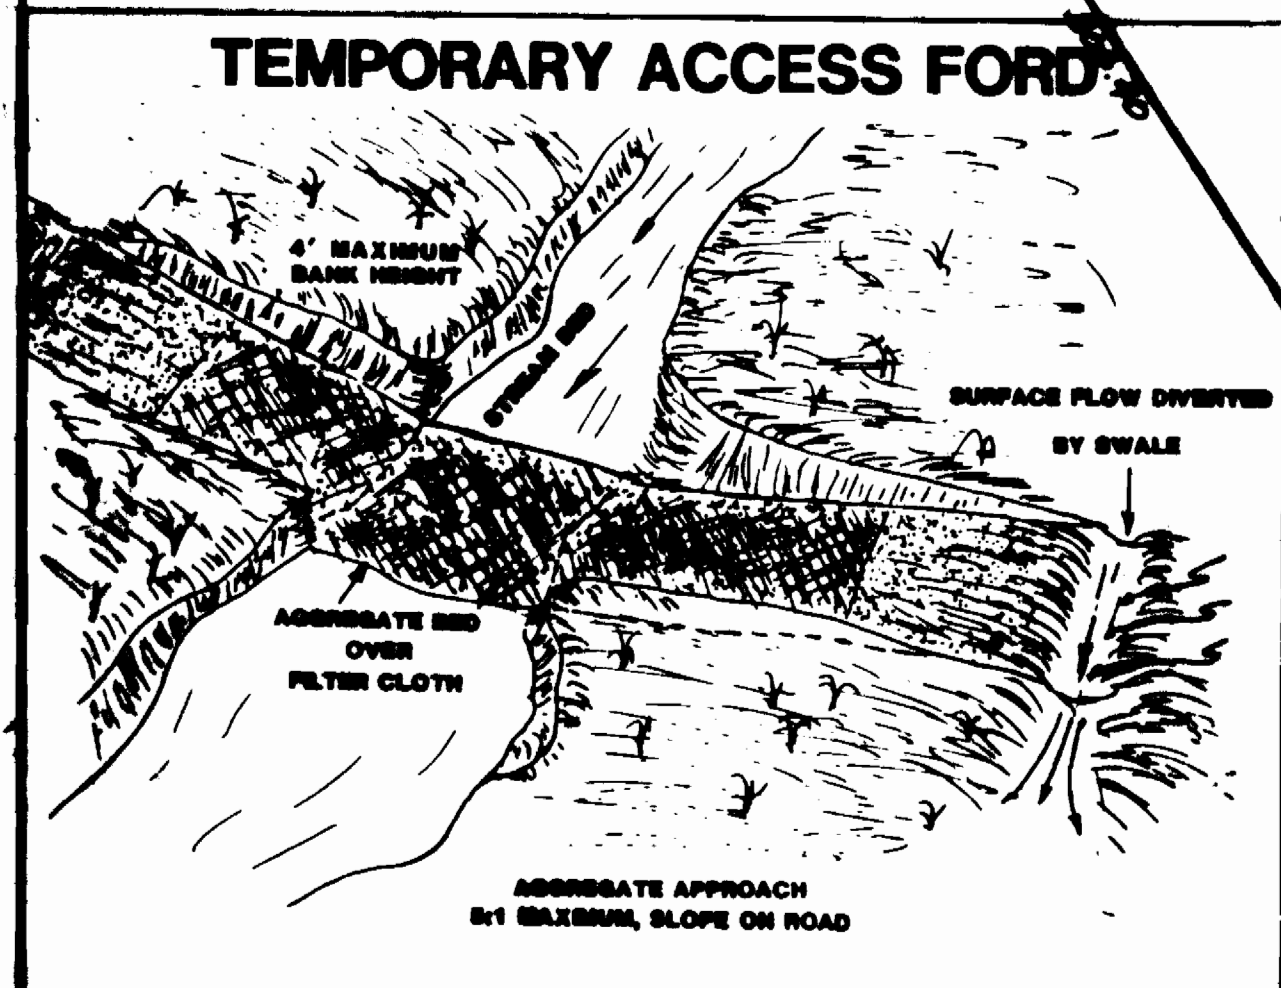 TEMPORARY ACCESS FORD
4' MAXIMUM
BANK HEIGHT
STREAM BED
SURFACE FLOW DIVERTED
BY SWALE
AGGREGATE BED
OVER
FILTER CLOTH
AGGREGATE APPROACH
5:1 MAXIMUM, SLOPE ON ROAD